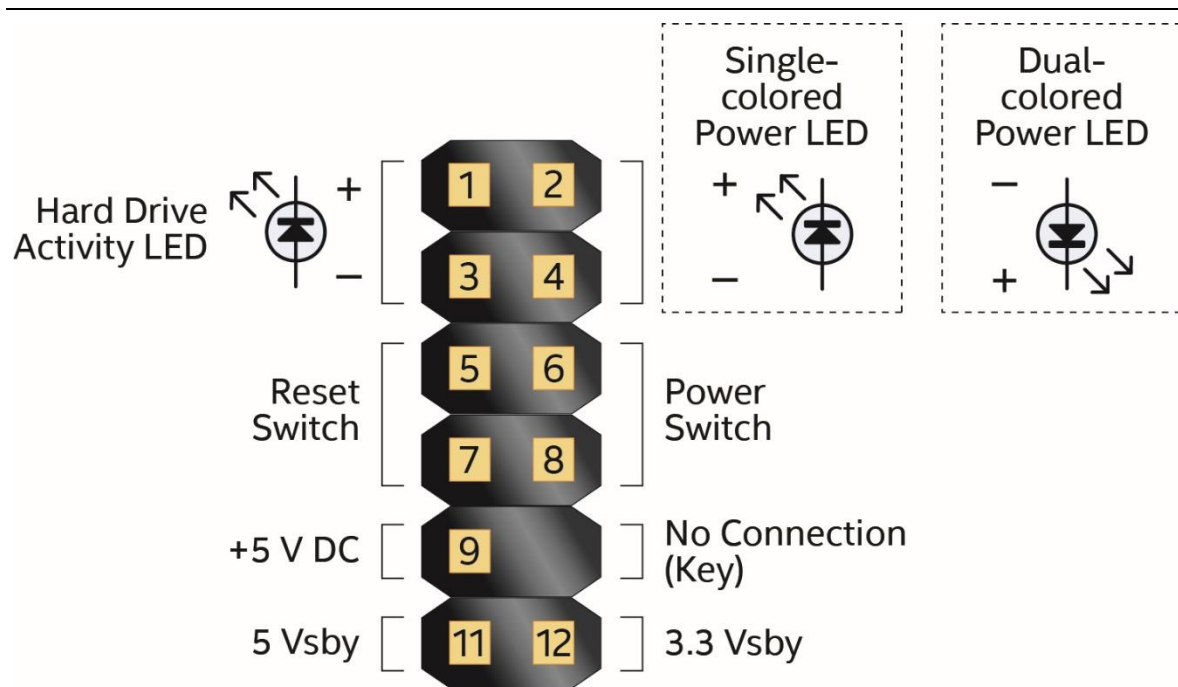 Single-
colored
Power LED
Dual-
colored
Power LED
Hard Drive
Activity LED
+
−
1 2
3 4
+
−
−
+
Reset
Switch
5 6
7 8
Power
Switch
+5 V DC
9
No Connection
(Key)
5 Vsby
11 12
3.3 Vsby